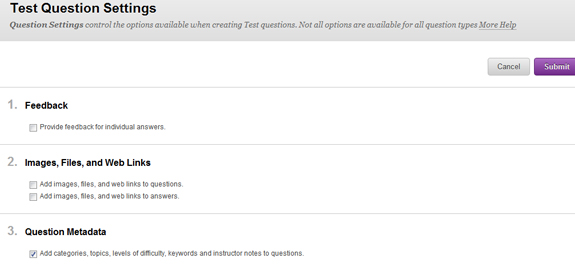 Test Question Settings
Question Settings control the options available when creating Test questions. Not all options are available for all question types More Help
Cancel Submit
1. Feedback
Provide feedback for individual answers.
2. Images, Files, and Web Links
Add images, files, and web links to questions.
Add images, files, and web links to answers.
3. Question Metadata
Add categories, topics, levels of difficulty, keywords and instructor notes to questions.